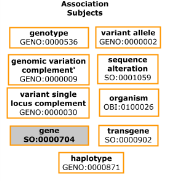 Association
Subjects
genotype
GENO:0000536
variant allele
GENO:0000002
genomic variation
complement'
GENO:0000009
sequence
alteration
SO:0001059
variant single
locus complement
GENO:0000030
organism
OBI:0100026
gene
SO:0000704
transgene
SO:0000902
haplotype
GENO:0000871